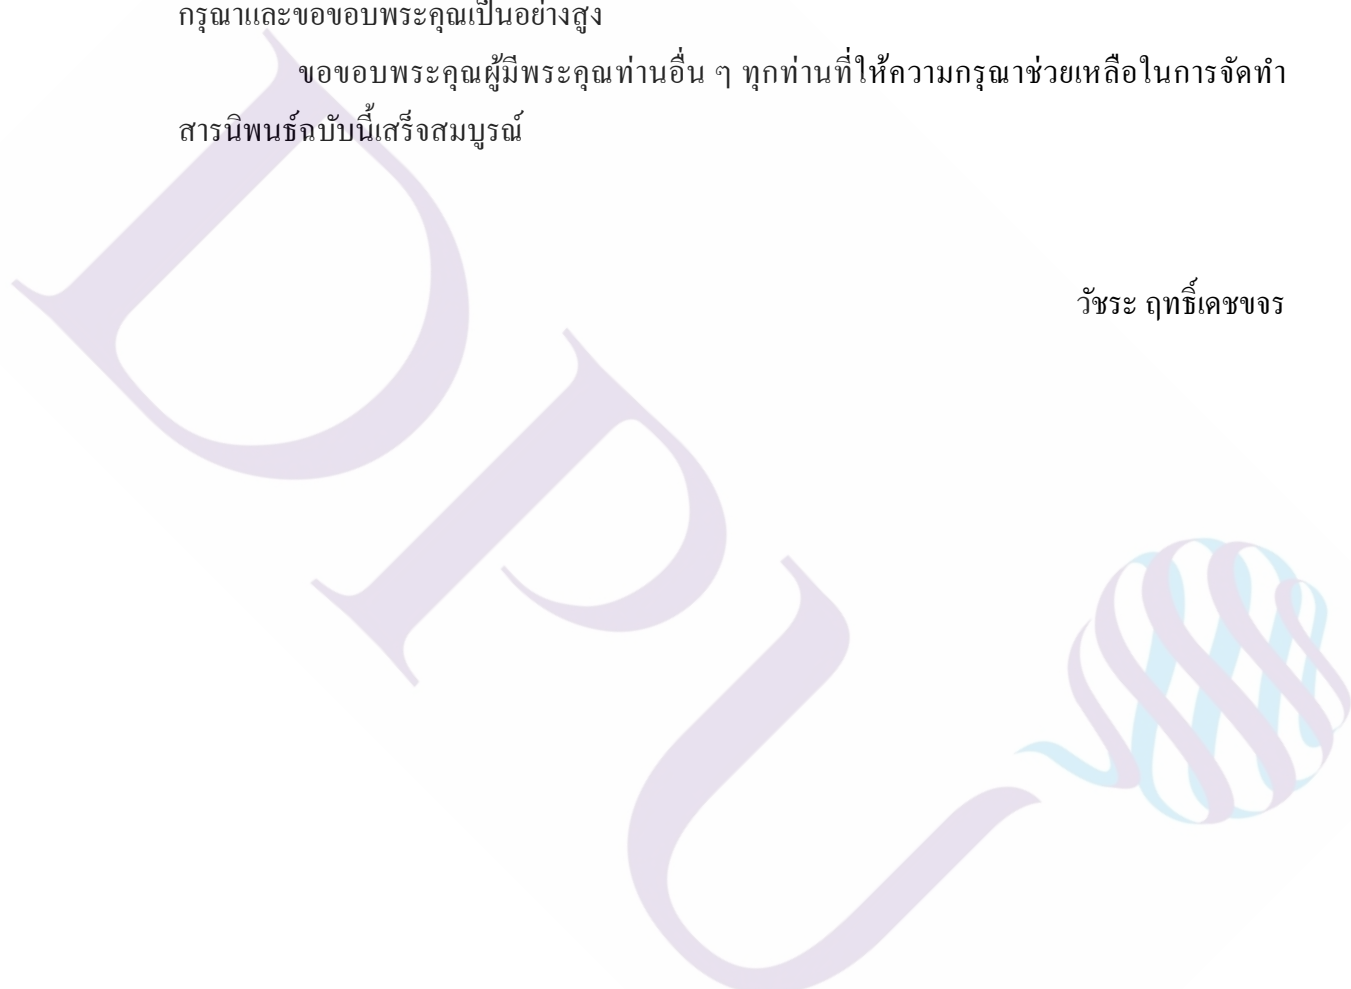 กรุณาและขอขอบพระคุณเป็นอย่างสูง
ขอขอบพระคุณผู้มีพระคุณท่านอื่น ๆ ทุกท่านที่ให้ความกรุณาช่วยเหลือในการจัดทำ
สารนิพนธ์ฉบับนี้เสร็จสมบูรณ์
วัชระ ฤทธิ์เดชขจร
DPU